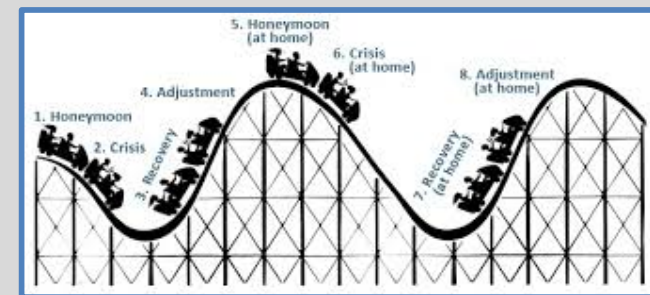 1. Honeymoon
2. Crisis
3. Recovery
4. Adjustment
5. Honeymoon
(at home)
6. Crisis
(at home)
7. Recovery
(at home)
8. Adjustment
(at home)